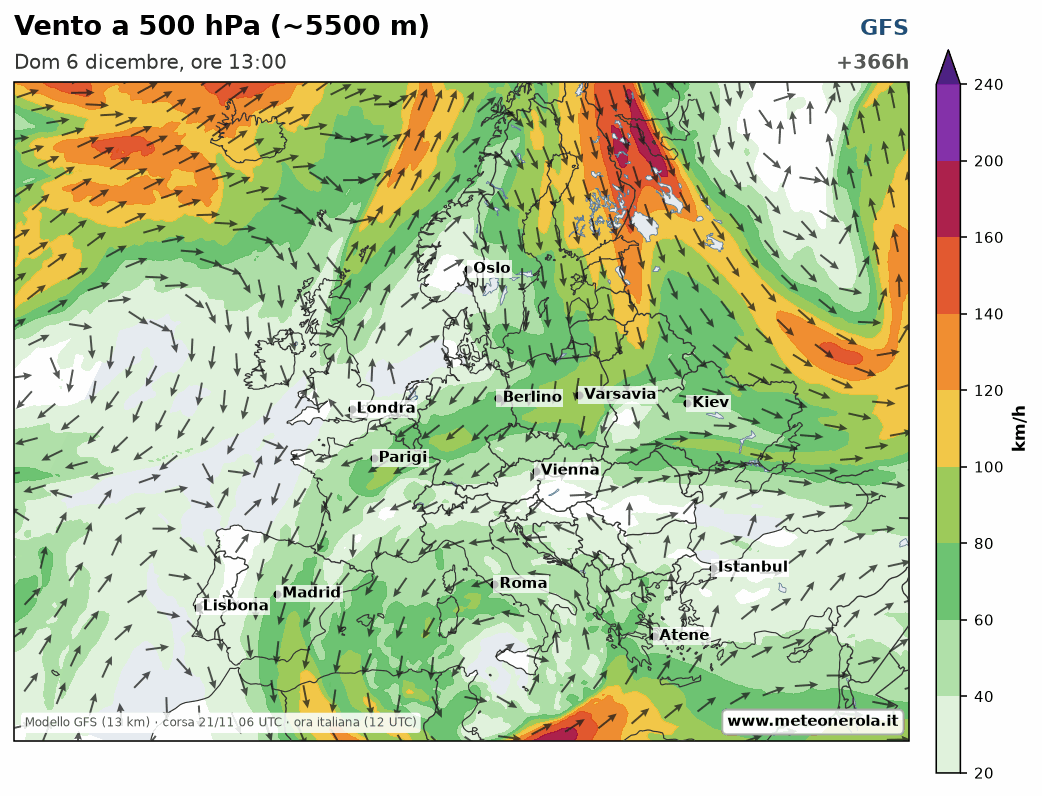 Vento a 500 hPa (~5500 m)
GFS
Dom 6 dicembre, ore 13:00
+366h
240
200
160
140
120
100
80
60
40
20
km/h
Oslo
Berlino
Varsavia
Kiev
Londra
Parigi
Vienna
Istanbul
Roma
Madrid
Lisbona
Atene
Modello GFS (13 km) · corsa 21/11 06 UTC · ora italiana (12 UTC)
www.meteonerola.it